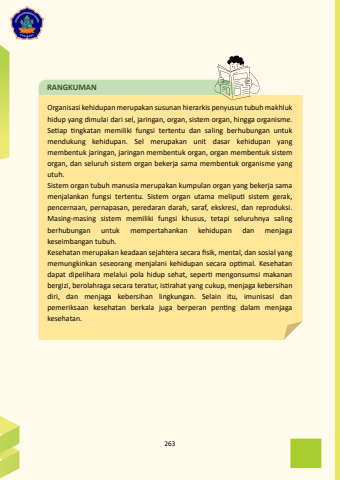 RANGKUMAN
Organisasi kehidupan merupakan susunan hierarkis penyusun tubuh makhluk
hidup yang dimulai dari sel, jaringan, organ, sistem organ, hingga organisme.
Setiap tingkatan memiliki fungsi tertentu dan saling berhubungan untuk
mendukung kehidupan. Sel merupakan unit dasar kehidupan yang
membentuk jaringan, jaringan membentuk organ, organ membentuk sistem
organ, dan seluruh sistem organ bekerja sama membentuk organisme yang
utuh.
Sistem organ tubuh manusia merupakan kumpulan organ yang bekerja sama
menjalankan fungsi tertentu. Sistem organ utama meliputi sistem gerak,
pencernaan, pernapasan, peredaran darah, saraf, ekskresi, dan reproduksi.
Masing-masing sistem memiliki fungsi khusus, tetapi seluruhnya saling
berhubungan untuk mempertahankan kehidupan dan menjaga
keseimbangan tubuh.
Kesehatan merupakan keadaan sejahtera secara fisik, mental, dan sosial yang
memungkinkan seseorang menjalani kehidupan secara optimal. Kesehatan
dapat dipelihara melalui pola hidup sehat, seperti mengonsumsi makanan
bergizi, berolahraga secara teratur, istirahat yang cukup, menjaga kebersihan
diri, dan menjaga kebersihan lingkungan. Selain itu, imunisasi dan
pemeriksaan kesehatan berkala juga berperan penting dalam menjaga
kesehatan.
263